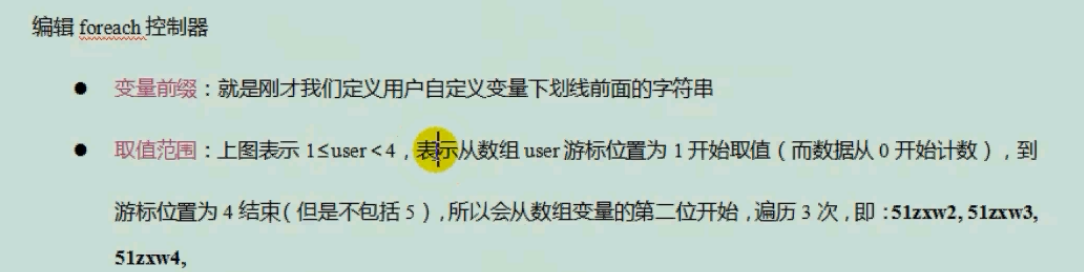 编辑 foreach 控制器
● 变量前缀：就是刚才我们定义用户自定义变量下划线前面的字符串
● 取值范围：上图表示 1≤user＜4，表示从数组 user 游标位置为 1 开始取值（而数据从 0 开始计数），到
游标位置为 4 结束（但是不包括 5），所以会从数组变量的第二位开始，遍历 3 次，即：51zxw2, 51zxw3,
51zxw4,